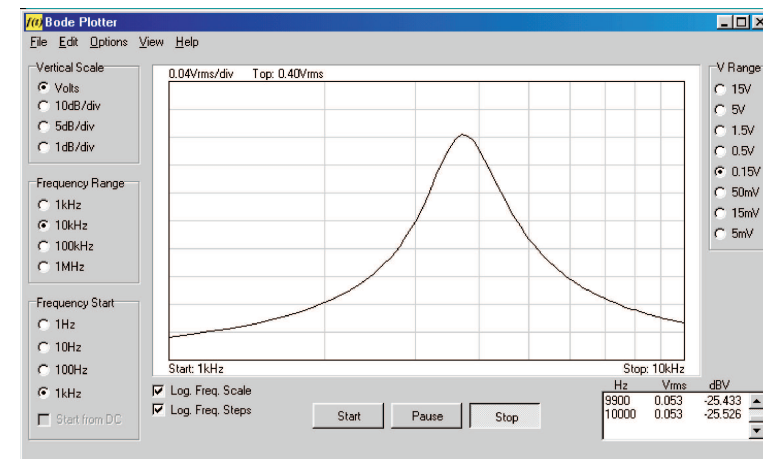 f(t) Bode Plotter
File Edit Options View Help
Vertical Scale
Volts
10dB/div
5dB/div
1dB/div
Frequency Range
1kHz
10kHz
100kHz
1MHz
Frequency Start
1Hz
10Hz
100Hz
1kHz
Start from DC
0.04Vrms/div Top: 0.40Vrms
Start: 1kHz Stop: 10kHz
Log. Freq. Scale
Log. Freq. Steps
Start Pause Stop
V Range
15V
5V
1.5V
0.5V
0.15V
50mV
15mV
5mV
Hz Vrms dBV
9900 0.053 -25.433
10000 0.053 -25.526